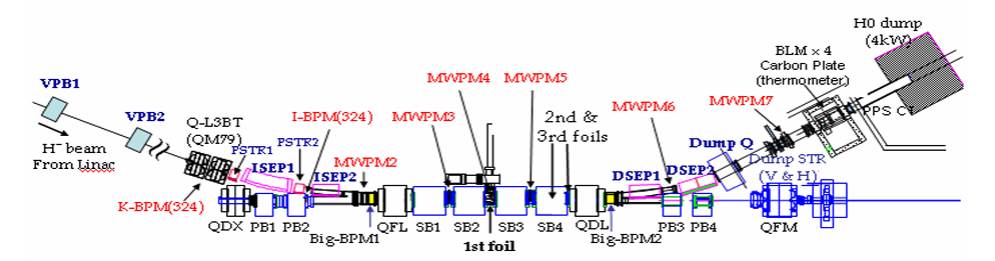 H0 dump
(4kW)
BLM × 4
Carbon Plate
(thermometer)
PPS CT
VPB1
VPB2
H⁻ beam
From Linac
Q-L3BT
(QM79)
K-BPM(324)
PSTR1
ISEP1
PSTR2
I-BPM(324)
ISEP2
MWPM2
MWPM3
MWPM4
MWPM5
2nd &
3rd foils
MWPM6
MWPM7
DSEP1
DSEP2
Dump Q
Dump STR
(V & H)
QDX
PB1
PB2
Big-BPM1
QFL
SB1
SB2
SB3
SB4
1st foil
QDL
Big-BPM2
PB3
PB4
QFM